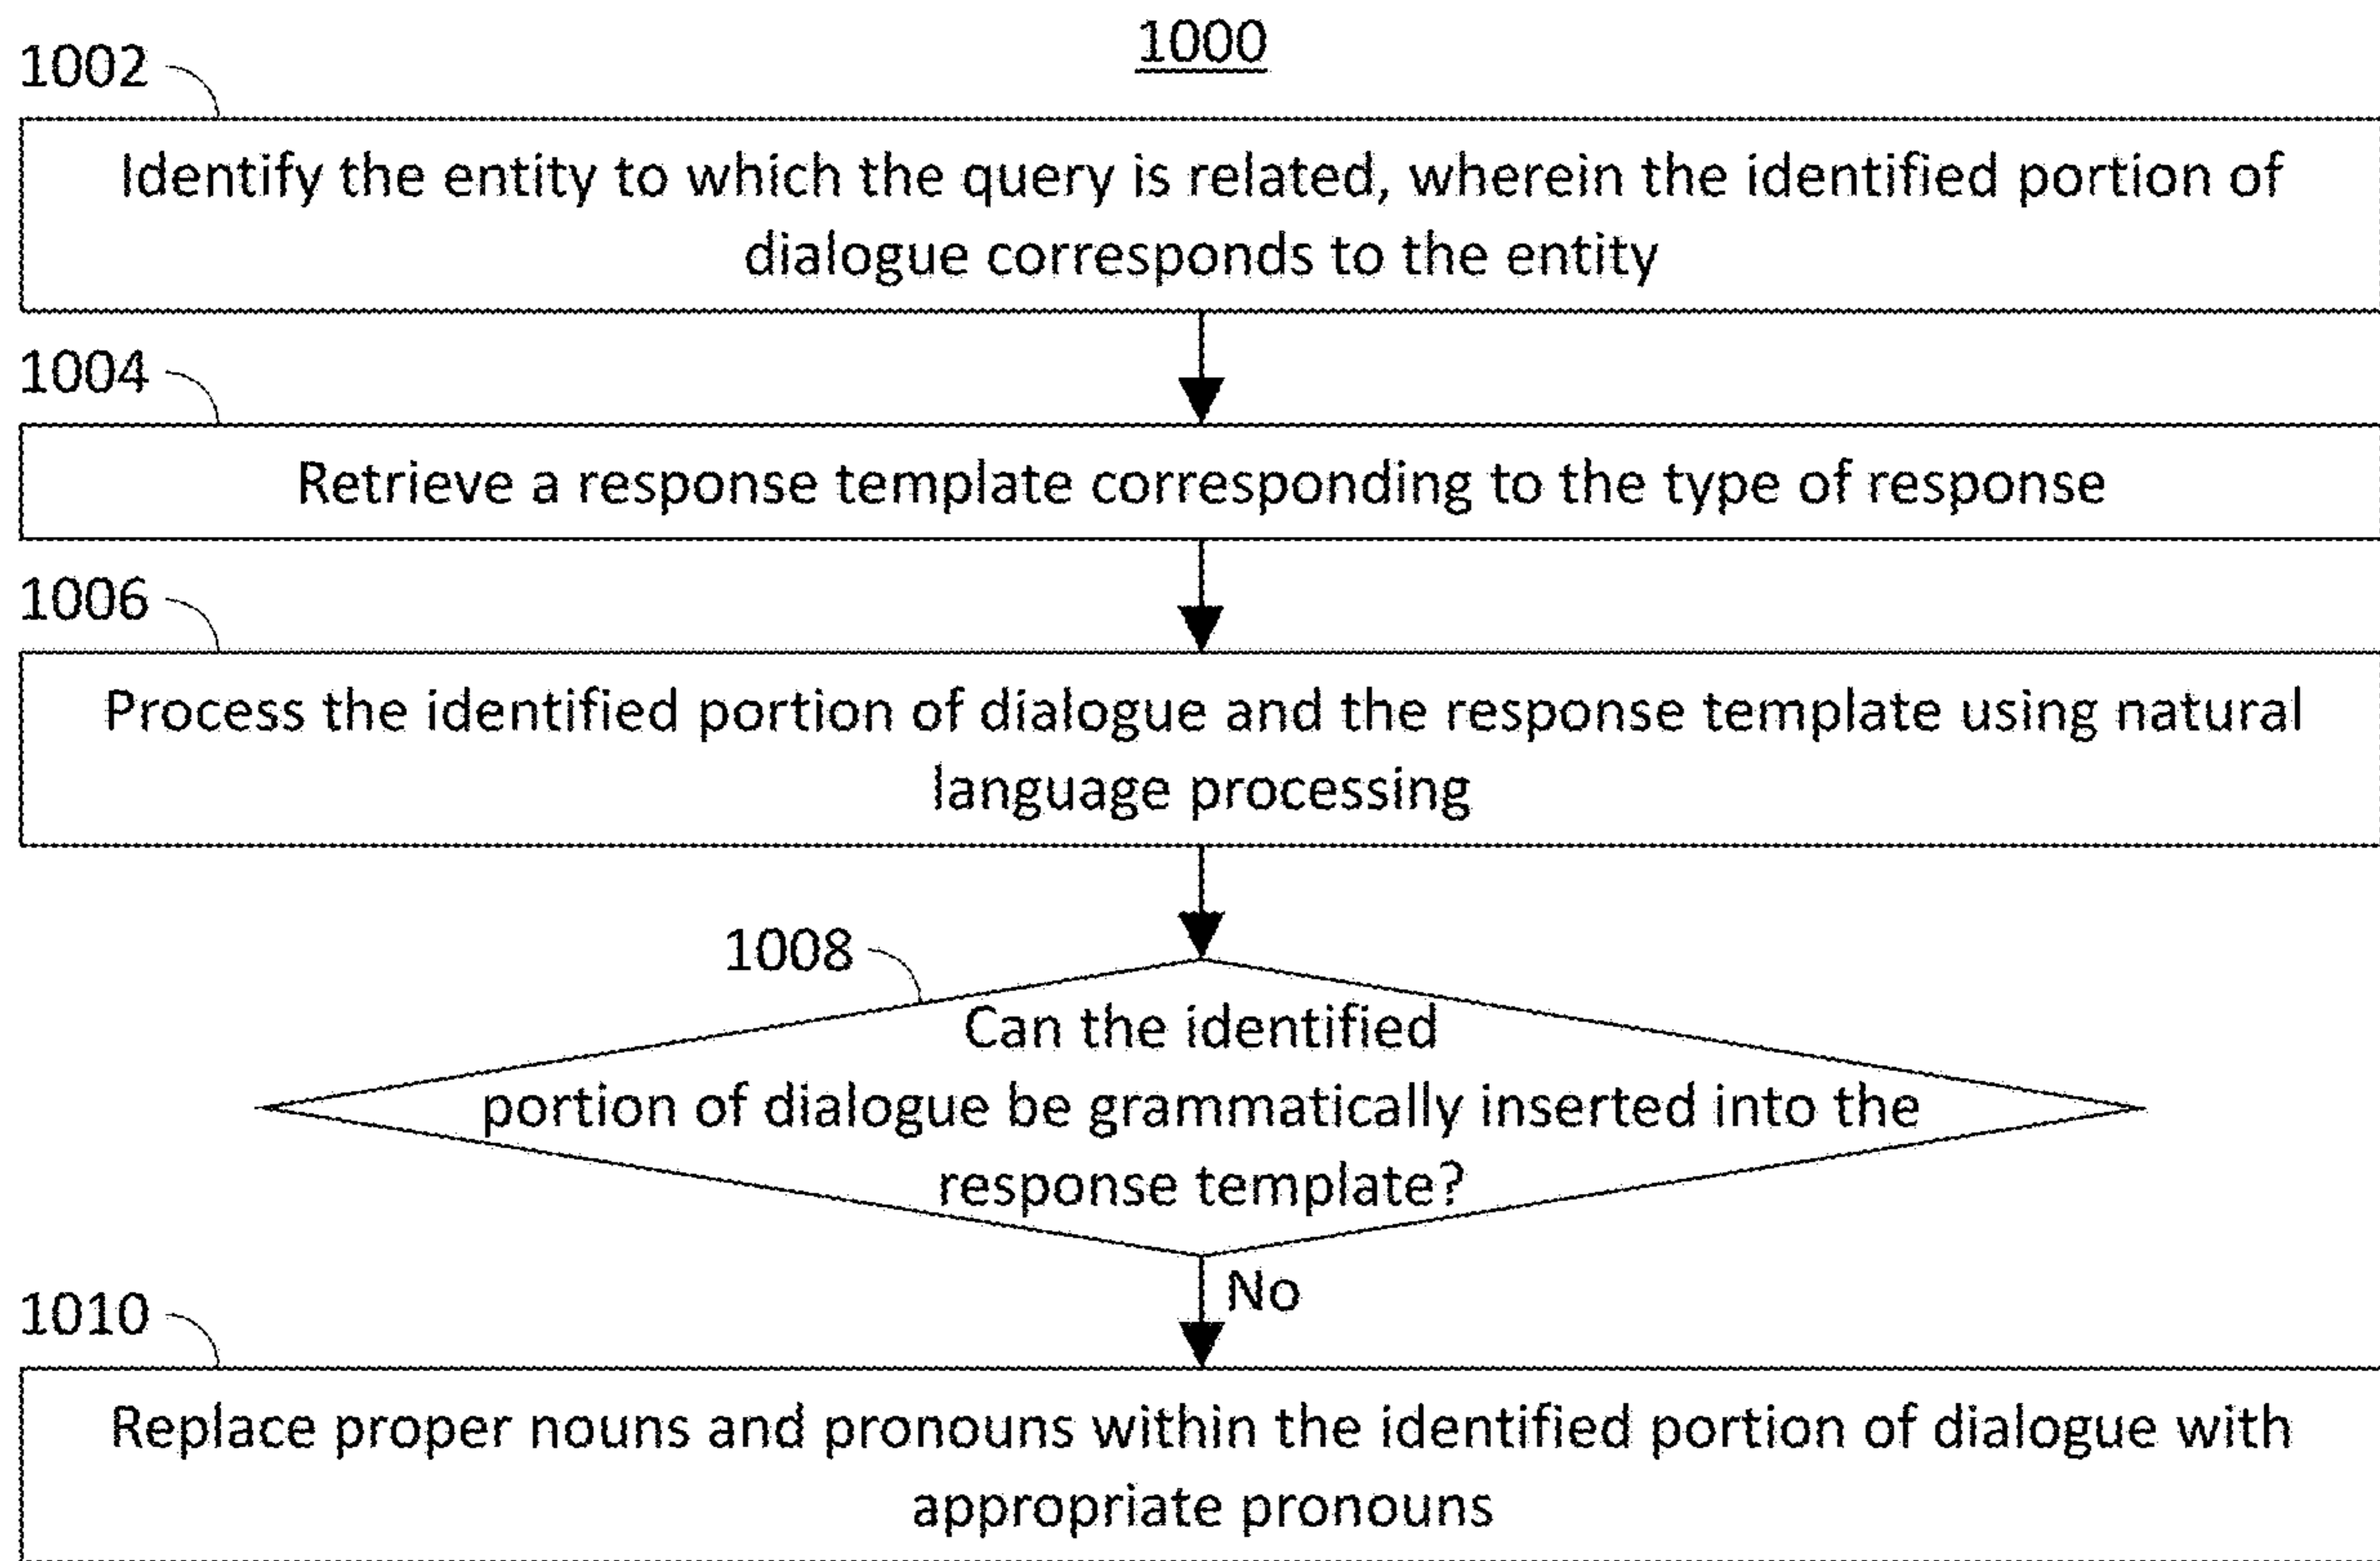 1000
1002
Identify the entity to which the query is related, wherein the identified portion of
dialogue corresponds to the entity
1004
Retrieve a response template corresponding to the type of response
1006
Process the identified portion of dialogue and the response template using natural
language processing
1008
Can the identified
portion of dialogue be grammatically inserted into the
response template?
No
1010
Replace proper nouns and pronouns within the identified portion of dialogue with
appropriate pronouns